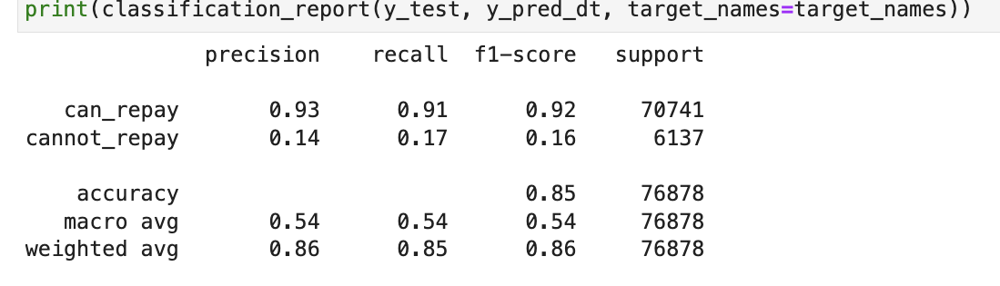 print(classification_report(y_test, y_pred_dt, target_names=target_names))
precision recall f1-score support
can_repay 0.93 0.91 0.92 70741
cannot_repay 0.14 0.17 0.16 6137
accuracy 0.85 76878
macro avg 0.54 0.54 0.54 76878
weighted avg 0.86 0.85 0.86 76878